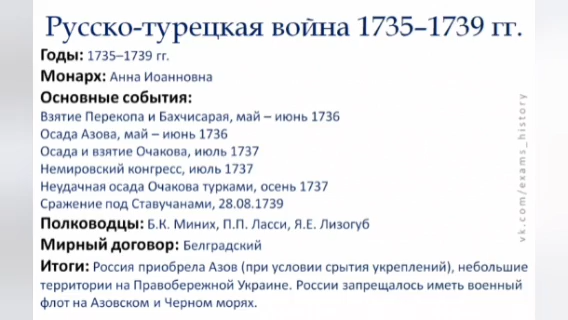 Русско-турецкая война 1735–1739 гг.
Годы: 1735–1739 гг.
Монарх: Анна Иоанновна
Основные события:
Взятие Перекопа и Бахчисарая, май – июнь 1736
Осада Азова, май – июнь 1736
Осада и взятие Очакова, июль 1737
Немировский конгресс, июль 1737
Неудачная осада Очакова турками, осень 1737
Сражение под Ставучанами, 28.08.1739
Полководцы: Б.К. Миних, П.П. Ласси, Я.Е. Лизогуб
Мирный договор: Белградский
Итоги: Россия приобрела Азов (при условии срытия укреплений), небольшие
территории на Правобережной Украине. России запрещалось иметь военный
флот на Азовском и Черном морях.
vk.com/exams_history